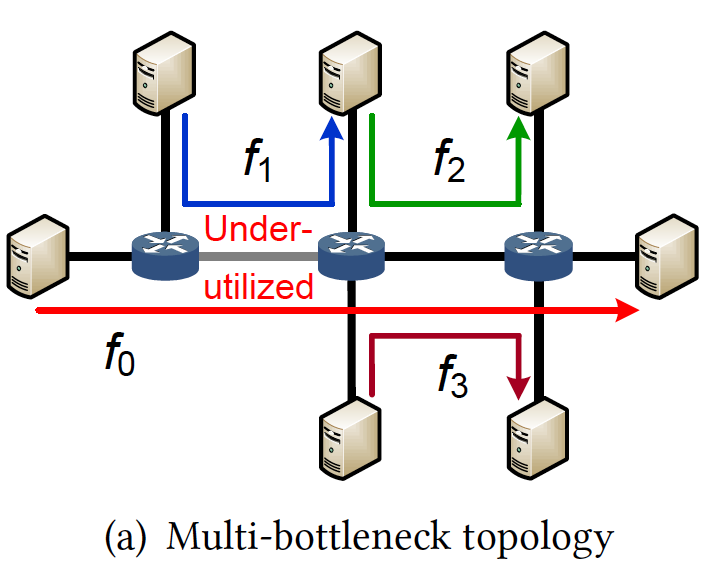 f1
f2
Under-
utilized
f0
f3
(a) Multi-bottleneck topology